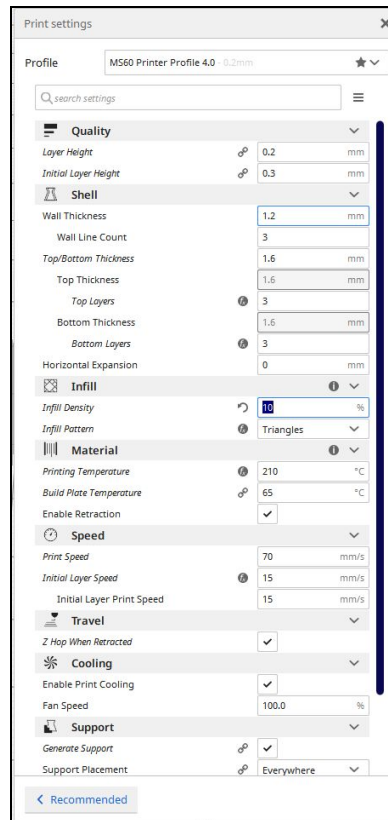 Print settings
Profile MS60 Printer Profile 4.0 - 0.2mm
search settings
Quality
Layer Height 0.2 mm
Initial Layer Height 0.3 mm
Shell
Wall Thickness 1.2 mm
Wall Line Count 3
Top/Bottom Thickness 1.6 mm
Top Thickness 1.6 mm
Top Layers 3
Bottom Thickness 1.6 mm
Bottom Layers 3
Horizontal Expansion 0 mm
Infill
Infill Density 10 %
Infill Pattern Triangles
Material
Printing Temperature 210 °C
Build Plate Temperature 65 °C
Enable Retraction
Speed
Print Speed 70 mm/s
Initial Layer Speed 15 mm/s
Initial Layer Print Speed 15 mm/s
Travel
Z Hop When Retracted
Cooling
Enable Print Cooling
Fan Speed 100.0 %
Support
Generate Support
Support Placement Everywhere
Recommended